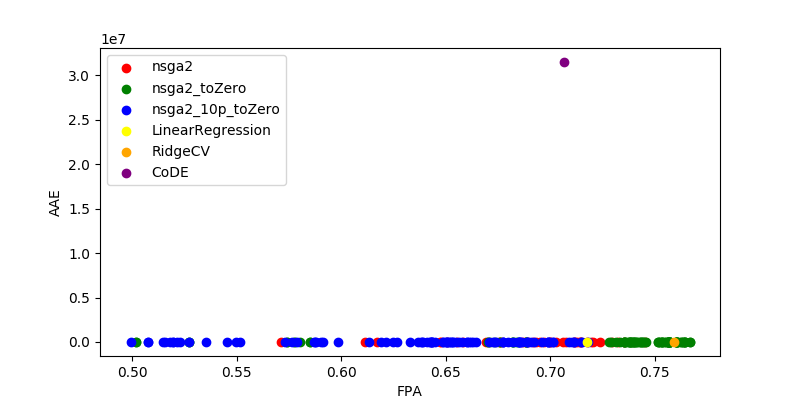 1e7
nsga2
nsga2_toZero
nsga2_10p_toZero
LinearRegression
RidgeCV
CoDE
3.0
2.5
2.0
1.5
1.0
0.5
0.0
AAE
0.50 0.55 0.60 0.65 0.70 0.75
FPA